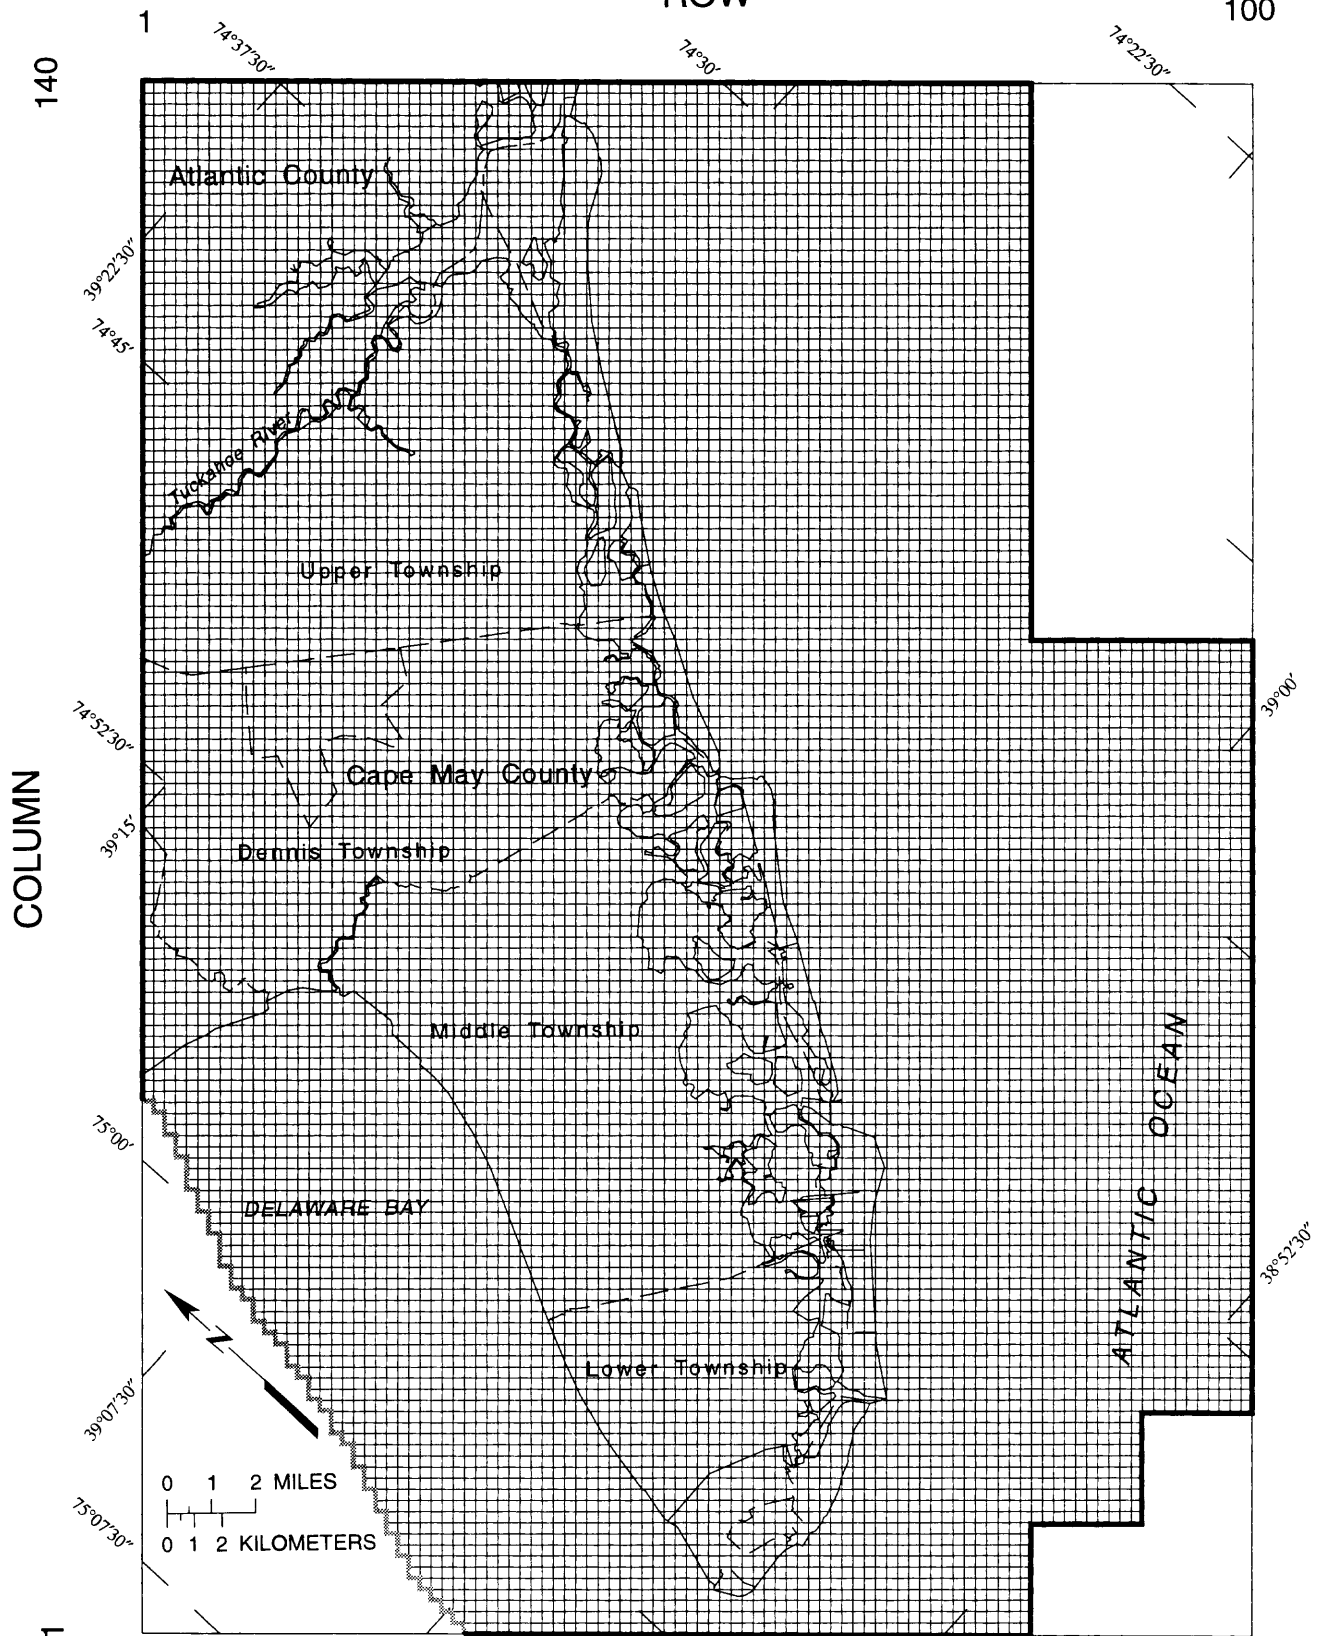 ROW
1
100
74°37'30"
74°30'
74°22'30"
140
Atlantic County
39°22'30"
74°45'
Tuckahoe River
Upper Township
39°00'
74°52'30"
Cape May County
COLUMN
39°15'
Dennis Township
Middle Township
ATLANTIC OCEAN
75°00'
DELAWARE BAY
38°52'30"
N
Lower Township
39°07'30"
0 1 2 MILES
75°07'30"
0 1 2 KILOMETERS
1